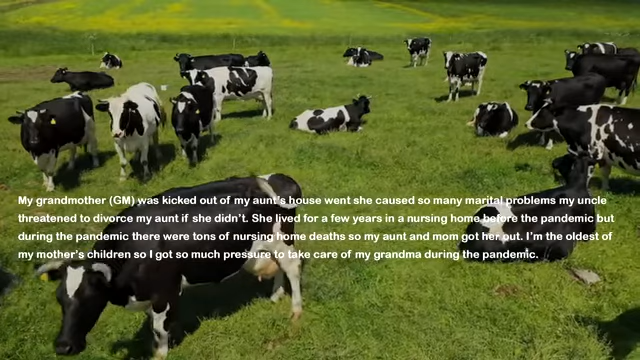 My grandmother (GM) was kicked out of my aunt's house went she caused so many marital problems my uncle
threatened to divorce my aunt if she didn't. She lived for a few years in a nursing home before the pandemic but
during the pandemic there were tons of nursing home deaths so my aunt and mom got her out. I'm the oldest of
my mother's children so I got so much pressure to take care of my grandma during the pandemic.